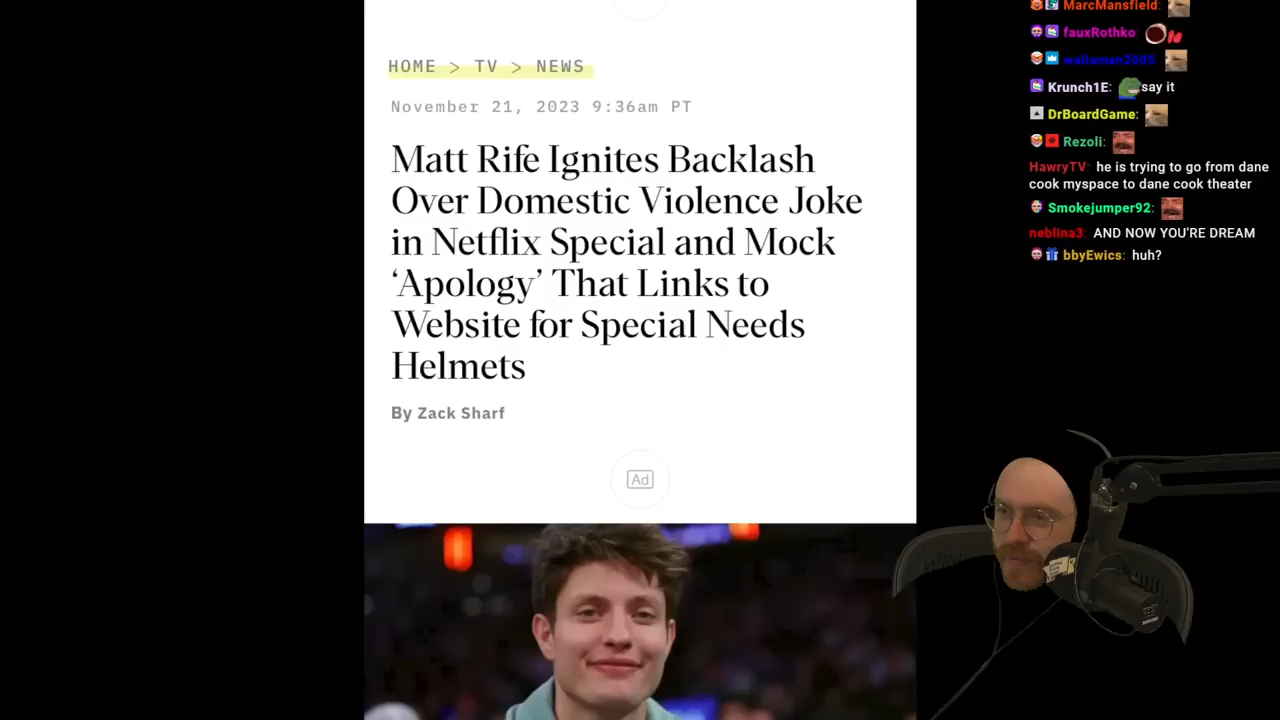 HOME > TV > NEWS
November 21, 2023 9:36am PT
Matt Rife Ignites Backlash
Over Domestic Violence Joke
in Netflix Special and Mock
‘Apology’ That Links to
Website for Special Needs
Helmets
By Zack Sharf
Ad
MarcMansfield:
fauxRothko:
wallaman2005
Krunch1E: say it
DrBoardGame:
Rezoli:
HawryTV: he is trying to go from dane
cook myspace to dane cook theater
Smokejumper92:
neblina3: AND NOW YOU'RE DREAM
bbyEwics: huh?